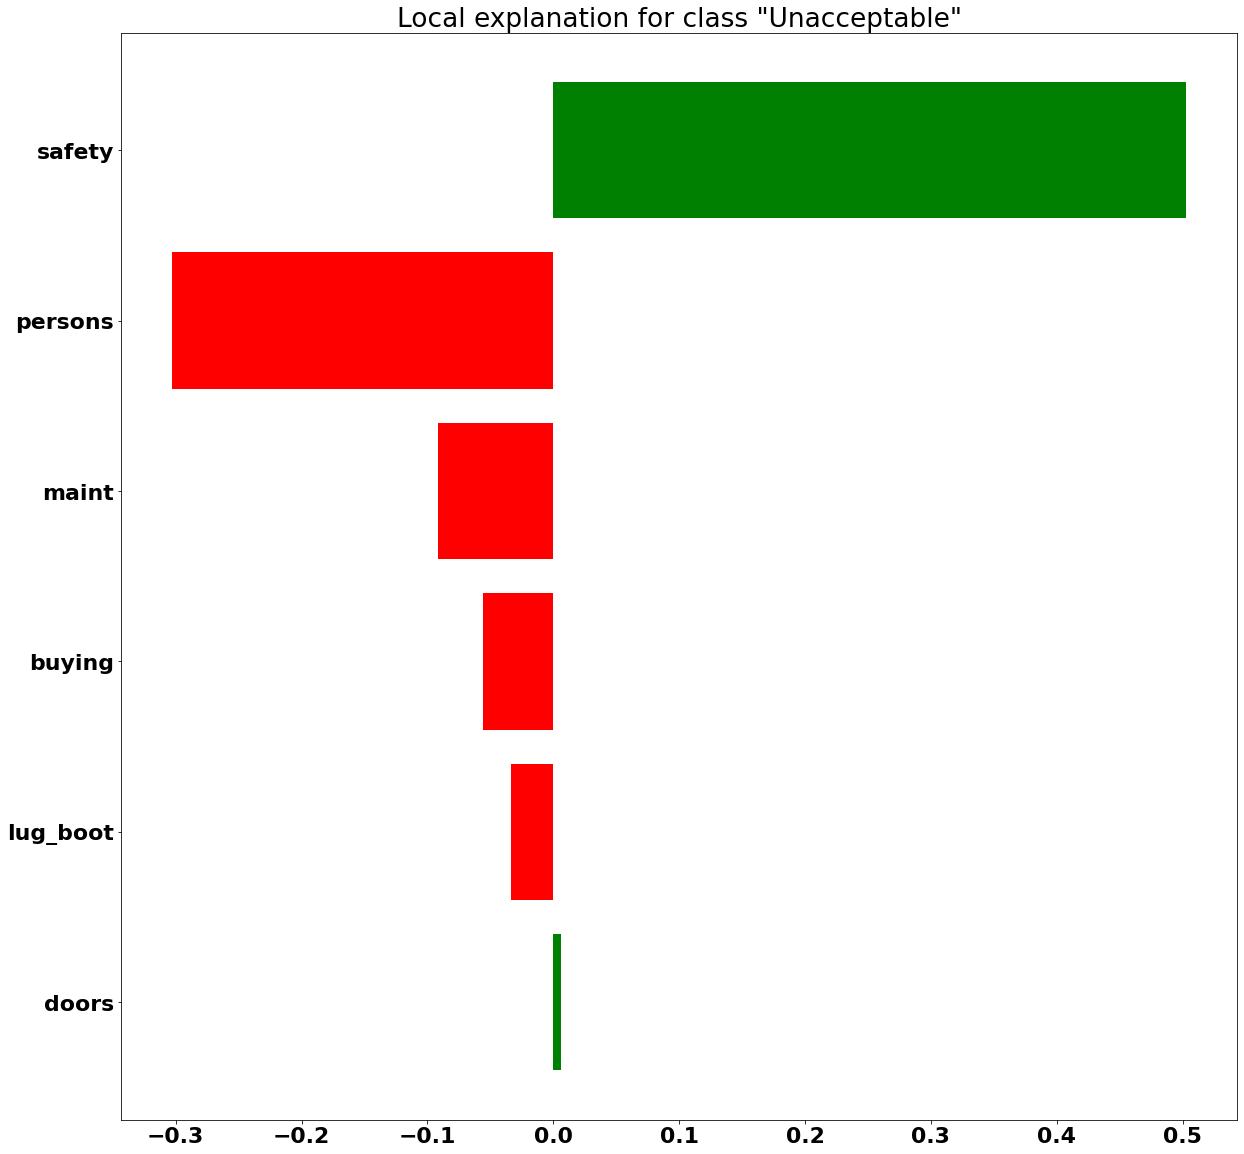 Local explanation for class "Unacceptable"
safety
persons
maint
buying
lug_boot
doors
−0.3 −0.2 −0.1 0.0 0.1 0.2 0.3 0.4 0.5